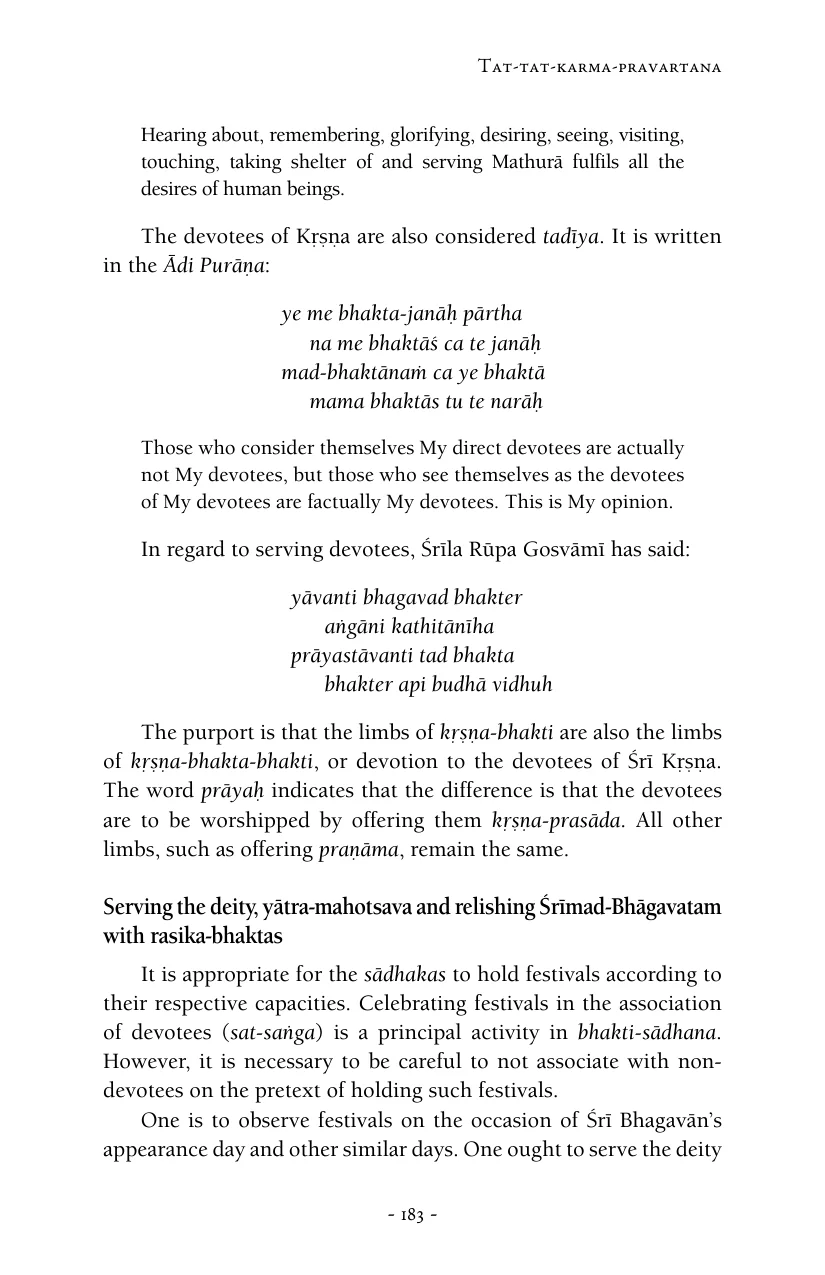 Tat-tat-karma-pravartana
Hearing about, remembering, glorifying, desiring, seeing, visiting,
touching, taking shelter of and serving Mathurā fulfils all the
desires of human beings.
The devotees of Kṛṣṇa are also considered tadīya. It is written
in the Ādi Purāṇa:
ye me bhakta-janāḥ pārtha
na me bhaktāś ca te janāḥ
mad-bhaktānaṁ ca ye bhaktā
mama bhaktās tu te narāḥ
Those who consider themselves My direct devotees are actually
not My devotees, but those who see themselves as the devotees
of My devotees are factually My devotees. This is My opinion.
In regard to serving devotees, Śrīla Rūpa Gosvāmī has said:
yāvanti bhagavad bhakter
aṅgāni kathitānīha
prāyastāvanti tad bhakta
bhakter api budhā vidhuh
The purport is that the limbs of kṛṣṇa-bhakti are also the limbs
of kṛṣṇa-bhakta-bhakti, or devotion to the devotees of Śrī Kṛṣṇa.
The word prāyaḥ indicates that the difference is that the devotees
are to be worshipped by offering them kṛṣṇa-prasāda. All other
limbs, such as offering praṇāma, remain the same.
Serving the deity, yātra-mahotsava and relishing Śrīmad-Bhāgavatam
with rasika-bhaktas
It is appropriate for the sādhakas to hold festivals according to
their respective capacities. Celebrating festivals in the association
of devotees (sat-saṅga) is a principal activity in bhakti-sādhana.
However, it is necessary to be careful to not associate with non-
devotees on the pretext of holding such festivals.
One is to observe festivals on the occasion of Śrī Bhagavān's
appearance day and other similar days. One ought to serve the deity
- 183 -